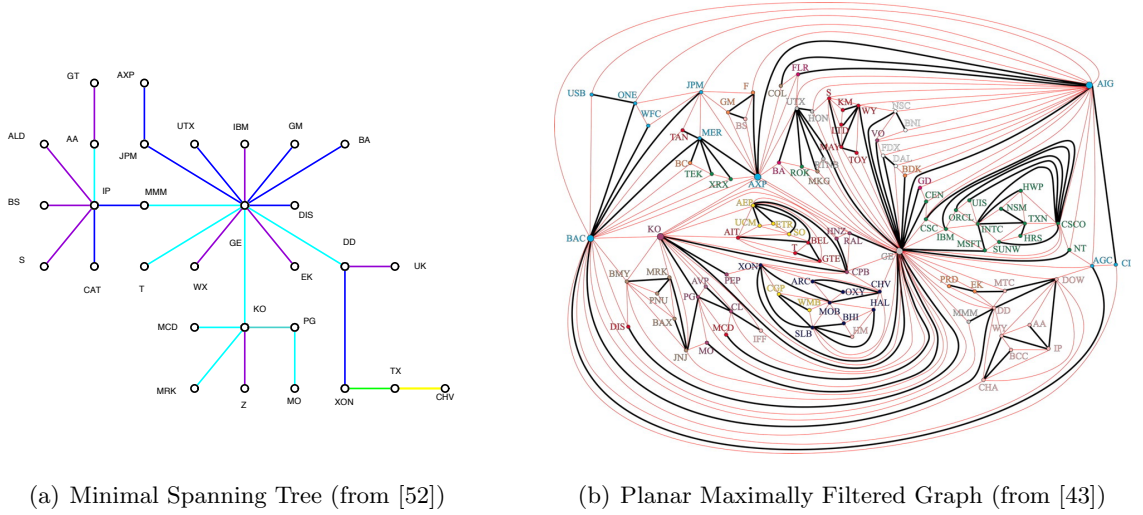 GT
AXP
ALD
AA
UTX
IBM
GM
BA
JPM
IP
MMM
BS
DIS
GE
DD
S
CAT
T
WX
EK
UK
KO
MCD
PG
MRK
Z
MO
XON
TX
CHV
(a) Minimal Spanning Tree (from [52])
USB
ONE
JPM
F
FLR
COL
AIG
WFC
GM
BS
UTX
HON
S
KM
WY
NSC
BNI
TAN
MER
LTD
MAY
VO
FDX
DAL
TOY
BC
TEK
XRX
AXP
BA
ROK
MKG
BDK
GD
CEN
UIS
HWP
ORCL
NSM
TXN
CSCO
CSC
IBM
INTC
HRS
MSFT
SUNW
NT
AEP
UCM
ETR
SO
AIT
BEL
HNZ
RAL
T
GTE
CPB
BAC
KO
GE
AGC
CI
XON
BMY
MRK
AVP
PEP
PNU
PG
CL
BAX
DIS
MCD
IFF
JNJ
MO
ARC
CHV
OXY
CGP
WMB
MOB
HAL
BHI
SLB
HM
PRD
EK
MTC
DOW
MMM
DD
WY
AA
BCC
IP
CHA
(b) Planar Maximally Filtered Graph (from [43])